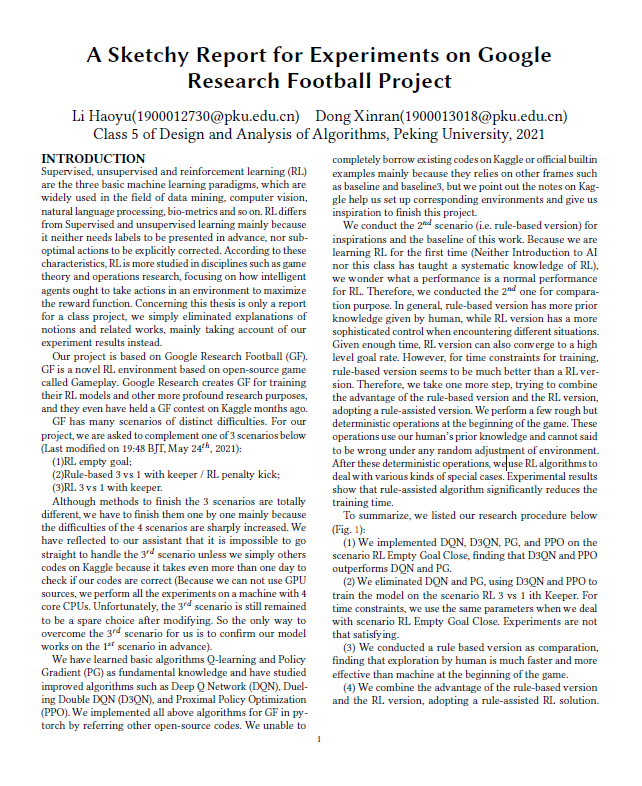 A Sketchy Report for Experiments on Google
Research Football Project
Li Haoyu(1900012730@pku.edu.cn) Dong Xinran(1900013018@pku.edu.cn)
Class 5 of Design and Analysis of Algorithms, Peking University, 2021
INTRODUCTION
Supervised, unsupervised and reinforcement learning (RL)
are the three basic machine learning paradigms, which are
widely used in the field of data mining, computer vision,
natural language processing, bio-metrics and so on. RL differs
from Supervised and unsupervised learning mainly because
it neither needs labels to be presented in advance, nor sub-
optimal actions to be explicitly corrected. According to these
characteristics, RL is more studied in disciplines such as game
theory and operations research, focusing on how intelligent
agents ought to take actions in an environment to maximize
the reward function. Concerning this thesis is only a report
for a class project, we simply eliminated explanations of
notions and related works, mainly taking account of our
experiment results instead.
Our project is based on Google Research Football (GF).
GF is a novel RL environment based on open-source game
called Gameplay. Google Research creates GF for training
their RL models and other more profound research purposes,
and they even have held a GF contest on Kaggle months ago.
GF has many scenarios of distinct difficulties. For our
project, we are asked to complement one of 3 scenarios below
(Last modified on 19:48 BJT, May 24th, 2021):
(1)RL empty goal;
(2)Rule-based 3 vs 1 with keeper / RL penalty kick;
(3)RL 3 vs 1 with keeper.
Although methods to finish the 3 scenarios are totally
different, we have to finish them one by one mainly because
the difficulties of the 4 scenarios are sharply increased. We
have reflected to our assistant that it is impossible to go
straight to handle the 3rd scenario unless we simply others
codes on Kaggle because it takes even more than one day to
check if our codes are correct (Because we can not use GPU
sources, we perform all the experiments on a machine with 4
core CPUs. Unfortunately, the 3rd scenario is still remained
to be a spare choice after modifying. So the only way to
overcome the 3rd scenario for us is to confirm our model
works on the 1st scenario in advance).
We have learned basic algorithms Q-learning and Policy
Gradient (PG) as fundamental knowledge and have studied
improved algorithms such as Deep Q Network (DQN), Duel-
ing Double DQN (D3QN), and Proximal Policy Optimization
(PPO). We implemented all above algorithms for GF in py-
torch by referring other open-source codes. We unable to
completely borrow existing codes on Kaggle or official builtin
examples mainly because they relies on other frames such
as baseline and baseline3, but we point out the notes on Kag-
gle help us set up corresponding environments and give us
inspiration to finish this project.
We conduct the 2nd scenario (i.e. rule-based version) for
inspirations and the baseline of this work. Because we are
learning RL for the first time (Neither Introduction to AI
nor this class has taught a systematic knowledge of RL),
we wonder what a performance is a normal performance
for RL. Therefore, we conducted the 2nd one for compara-
tion purpose. In general, rule-based version has more prior
knowledge given by human, while RL version has a more
sophisticated control when encountering different situations.
Given enough time, RL version can also converge to a high
level goal rate. However, for time constraints for training,
rule-based version seems to be much better than a RL ver-
sion. Therefore, we take one more step, trying to combine
the advantage of the rule-based version and the RL version,
adopting a rule-assisted version. We perform a few rough but
deterministic operations at the beginning of the game. These
operations use our human's prior knowledge and cannot said
to be wrong under any random adjustment of environment.
After these deterministic operations, we use RL algorithms to
deal with various kinds of special cases. Experimental results
show that rule-assisted algorithm significantly reduces the
training time.
To summarize, we listed our research procedure below
(Fig. 1):
(1) We implemented DQN, D3QN, PG, and PPO on the
scenario RL Empty Goal Close, finding that D3QN and PPO
outperforms DQN and PG.
(2) We eliminated DQN and PG, using D3QN and PPO to
train the model on the scenario RL 3 vs 1 ith Keeper. For
time constraints, we use the same parameters when we deal
with scenario RL Empty Goal Close. Experiments are not
that satisfying.
(3) We conducted a rule based version as comparation,
finding that exploration by human is much faster and more
effective than machine at the beginning of the game.
(4) We combine the advantage of the rule-based version
and the RL version, adopting a rule-assisted RL solution.
1